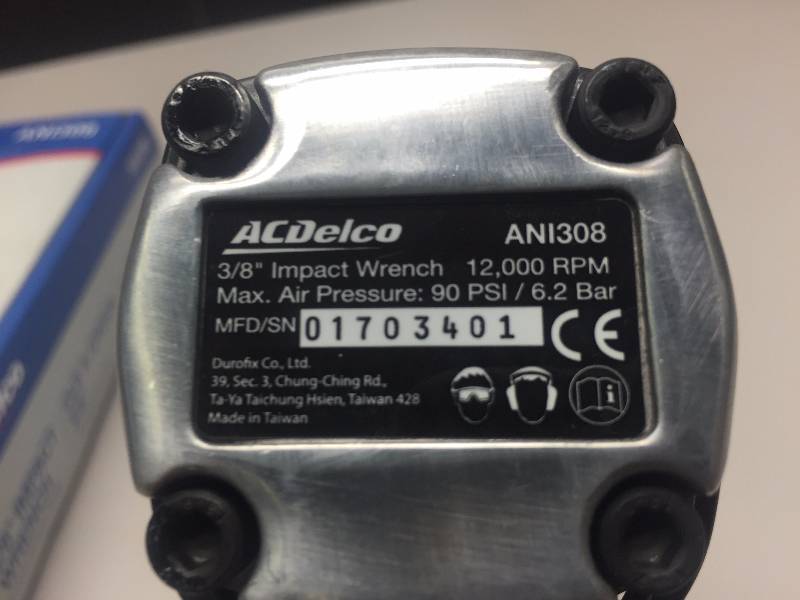 ACDelco ANI308
3/8" Impact Wrench 12,000 RPM
Max. Air Pressure: 90 PSI / 6.2 Bar
MFD/SN 01703401 CE
Durofix Co., Ltd.
39, Sec. 3, Chung-Ching Rd.,
Ta-Ya Taichung Hsien, Taiwan 428
Made in Taiwan
i